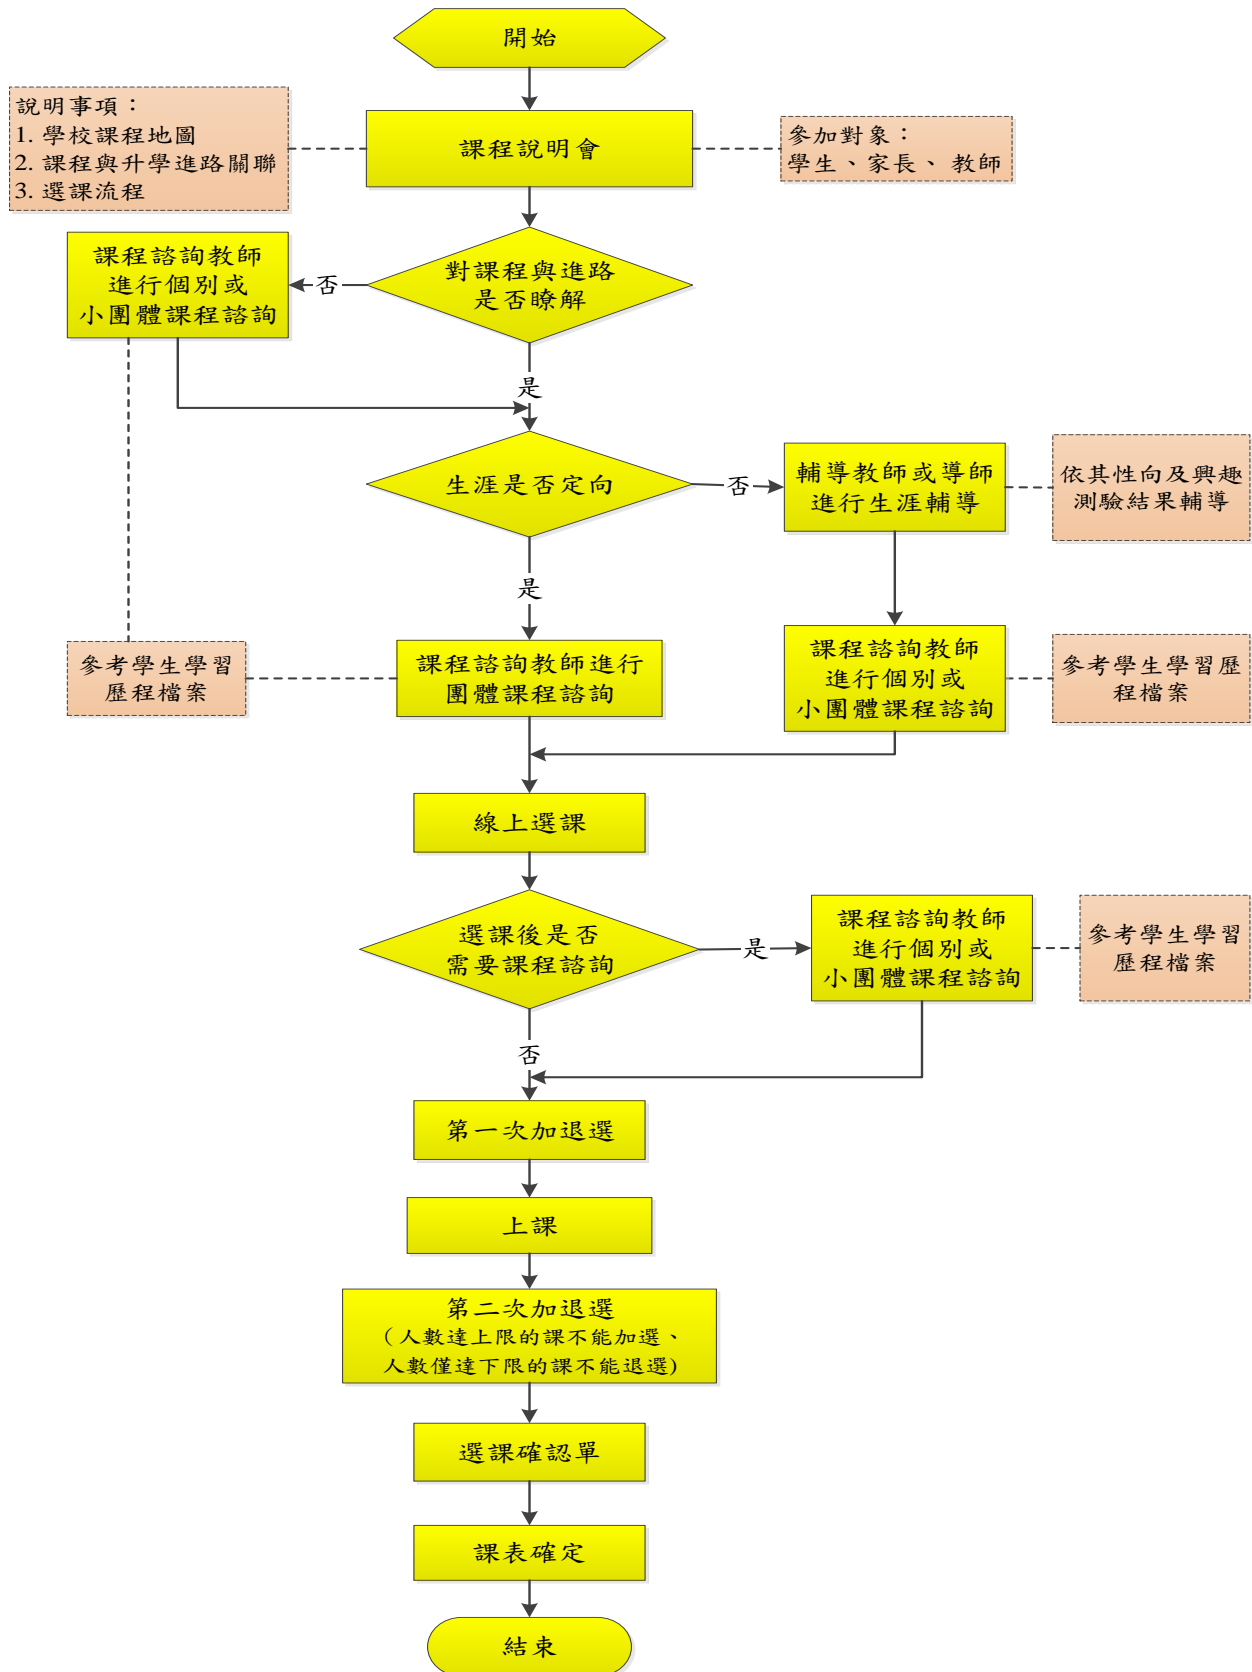 開始
說明事項：
1. 學校課程地圖
2. 課程與升學進路關聯
3. 選課流程
課程說明會
參加對象：
學生、家長、教師
課程諮詢教師
進行個別或
小團體課程諮詢
否
對課程與進路
是否瞭解
是
生涯是否定向
否
輔導教師或導師
進行生涯輔導
依其性向及興趣
測驗結果輔導
是
參考學生學習
歷程檔案
課程諮詢教師進行
團體課程諮詢
課程諮詢教師
進行個別或
小團體課程諮詢
參考學生學習歷
程檔案
線上選課
選課後是否
需要課程諮詢
是
課程諮詢教師
進行個別或
小團體課程諮詢
參考學生學習
歷程檔案
否
第一次加退選
上課
第二次加退選
（人數達上限的課不能加選、
人數僅達下限的課不能退選)
選課確認單
課表確定
結束